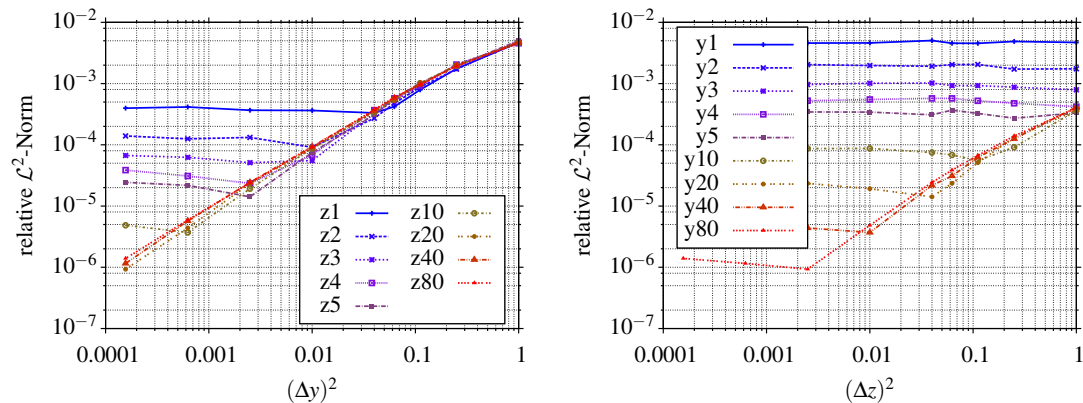 relative 𝓛²-Norm
10⁻²
10⁻³
10⁻⁴
10⁻⁵
10⁻⁶
10⁻⁷
0.0001 0.001 0.01 0.1 1
(Δy)²
z1 z10
z2 z20
z3 z40
z4 z80
z5
relative 𝓛²-Norm
10⁻²
10⁻³
10⁻⁴
10⁻⁵
10⁻⁶
10⁻⁷
0.0001 0.001 0.01 0.1 1
(Δz)²
y1
y2
y3
y4
y5
y10
y20
y40
y80